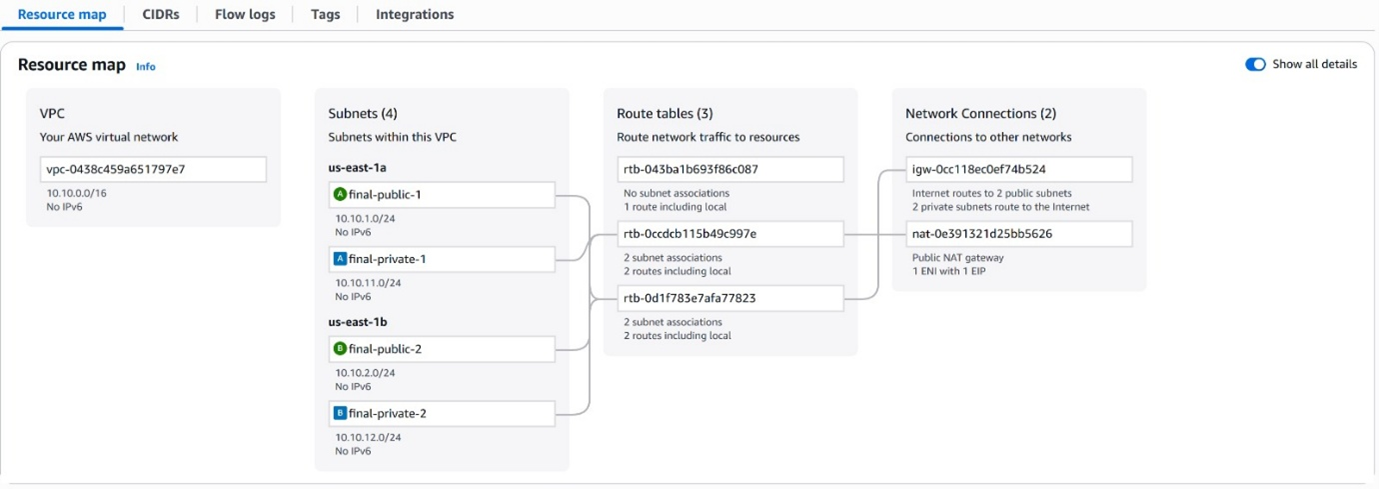 Resource map
CIDRs
Flow logs
Tags
Integrations
Resource map Info
Show all details
VPC
Your AWS virtual network
vpc-0438c459a651797e7
10.10.0.0/16
No IPv6
Subnets (4)
Subnets within this VPC
us-east-1a
A final-public-1
10.10.1.0/24
No IPv6
A final-private-1
10.10.11.0/24
No IPv6
us-east-1b
B final-public-2
10.10.2.0/24
No IPv6
B final-private-2
10.10.12.0/24
No IPv6
Route tables (3)
Route network traffic to resources
rtb-043ba1b693f86c087
No subnet associations
1 route including local
rtb-0ccdcb115b49c997e
2 subnet associations
2 routes including local
rtb-0d1f783e7afa77823
2 subnet associations
2 routes including local
Network Connections (2)
Connections to other networks
igw-0cc118ec0ef74b524
Internet routes to 2 public subnets
2 private subnets route to the Internet
nat-0e391321d25bb5626
Public NAT gateway
1 ENI with 1 EIP